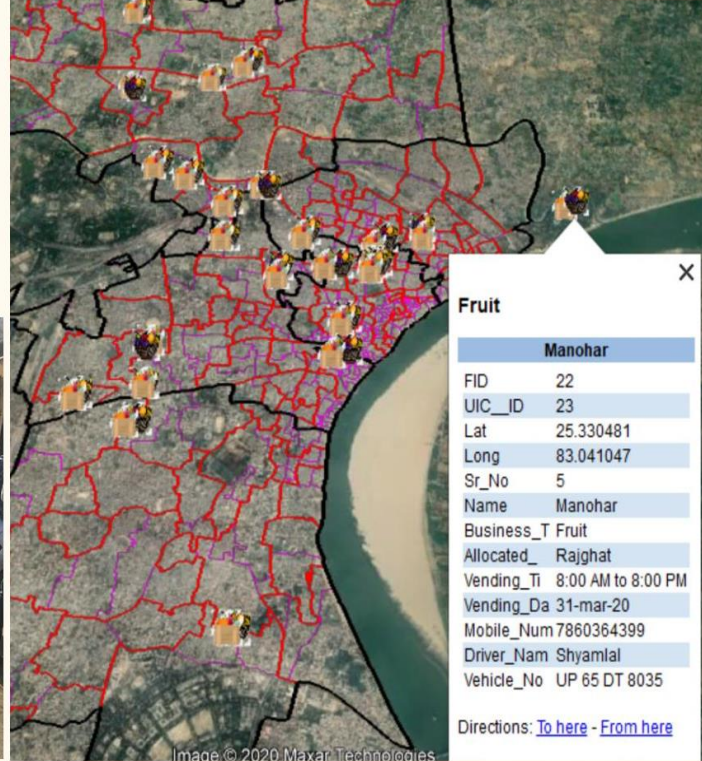 X
Fruit
Manohar
FID 22
UIC__ID 23
Lat 25.330481
Long 83.041047
Sr_No 5
Name Manohar
Business_T Fruit
Allocated_ Rajghat
Vending_Ti 8:00 AM to 8:00 PM
Vending_Da 31-mar-20
Mobile_Num 7860364399
Driver_Nam Shyamlal
Vehicle_No UP 65 DT 8035
Directions: To here - From here
Image © 2020 Maxar Technologies